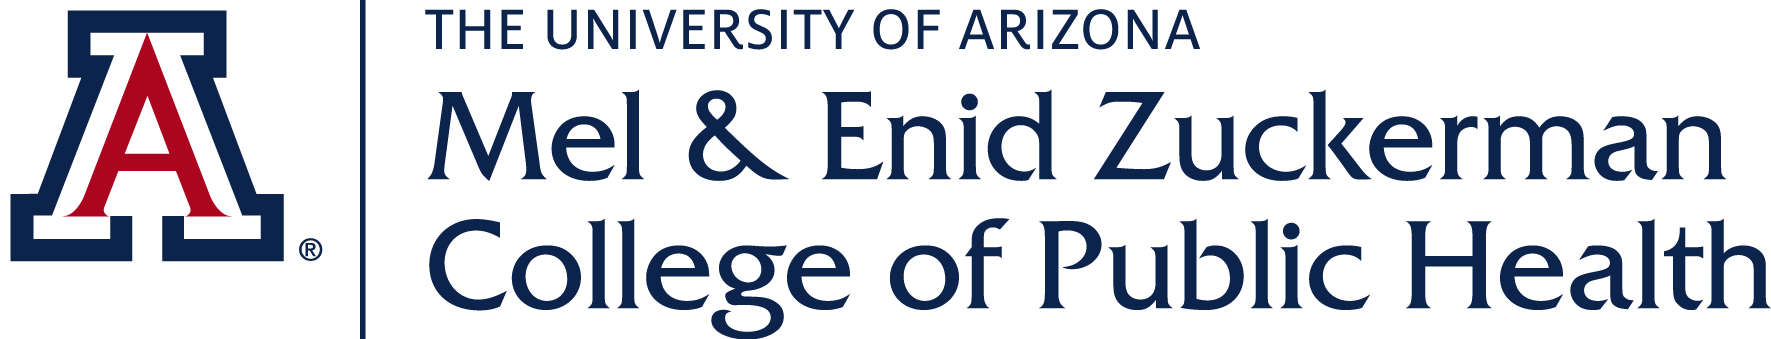 A®
THE UNIVERSITY OF ARIZONA
Mel & Enid Zuckerman
College of Public Health